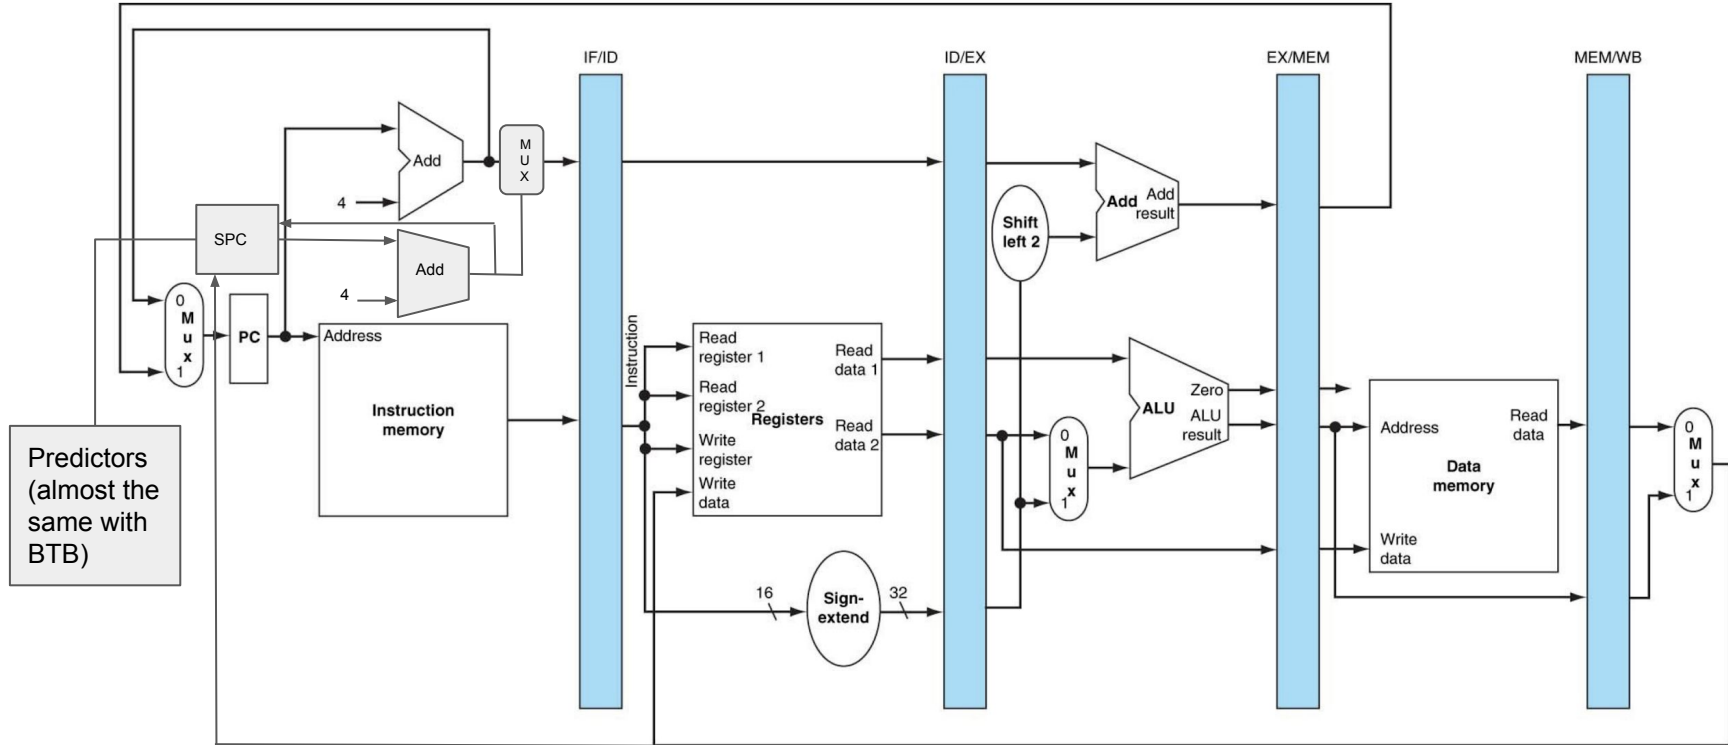 IF/ID
ID/EX
EX/MEM
MEM/WB
Add
4
M
U
X
SPC
Add
4
0
M
u
x
1
PC
Address
Instruction
memory
Predictors
(almost the
same with
BTB)
Instruction
Read
register 1
Read
register 2
Registers
Write
register
Write
data
Read
data 1
Read
data 2
16
Sign-
extend
32
Shift
left 2
Add
Add
result
0
M
u
x
1
ALU
Zero
ALU
result
Address
Read
data
Data
memory
Write
data
0
M
u
x
1